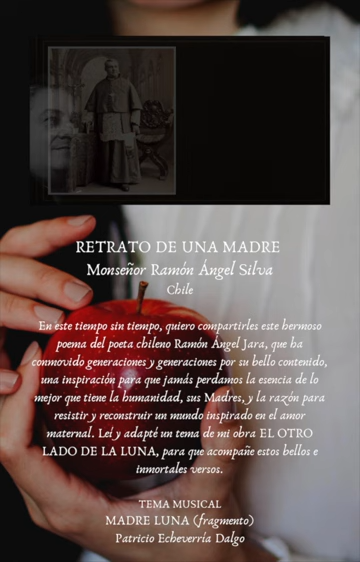 RETRATO DE UNA MADRE
Monseñor Ramón Ángel Silva
Chile
En este tiempo sin tiempo, quiero compartirles este hermoso
poema del poeta chileno Ramón Ángel Jara, que ha
conmovido generaciones y generaciones por su bello contenido,
una inspiración para que jamás perdamos la esencia de lo
mejor que tiene la humanidad, sus Madres, y la razón para
resistir y reconstruir un mundo inspirado en el amor
maternal. Leí y adapté un tema de mi obra EL OTRO
LADO DE LA LUNA, para que acompañe estos bellos e
inmortales versos.
TEMA MUSICAL
MADRE LUNA (fragmento)
Patricio Echeverría Dalgo